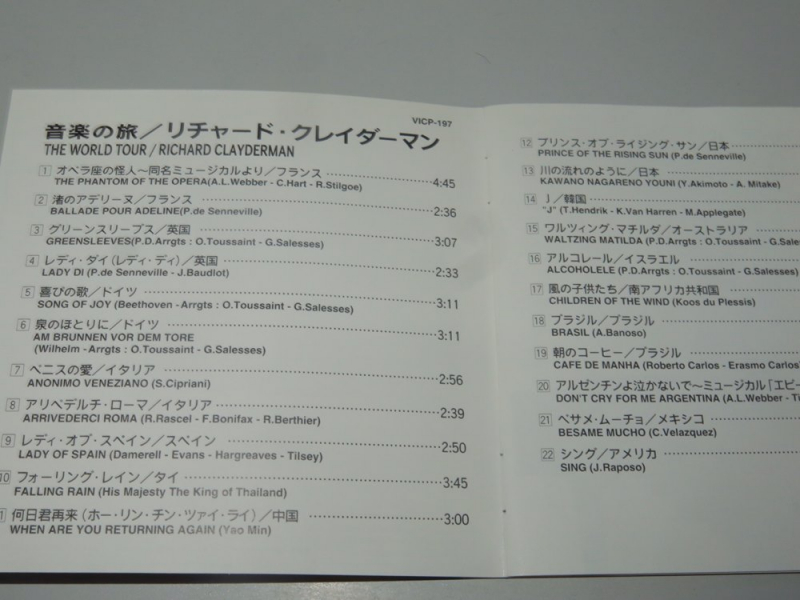 VICP-197
音楽の旅／リチャード・クレイダーマン
THE WORLD TOUR / RICHARD CLAYDERMAN
1 オペラ座の怪人〜同名ミュージカルより／フランス
THE PHANTOM OF THE OPERA(A.L.Webber - C.Hart - R.Stilgoe) 4:45
2 渚のアデリーヌ／フランス
BALLADE POUR ADELINE(P.de Senneville) 2:36
3 グリーンスリーブス／英国
GREENSLEEVES(P.D.Arrgts : O.Toussaint - G.Salesses) 3:07
4 レディ・ダイ（レディ・ディ）／英国
LADY DI (P.de Senneville - J.Baudlot) 2:33
5 喜びの歌／ドイツ
SONG OF JOY (Beethoven - Arrgts : O.Toussaint - G.Salesses) 3:11
6 泉のほとりに／ドイツ 3:11
AM BRUNNEN VOR DEM TORE
(Wilhelm - Arrgts : O.Toussaint - G.Salesses)
7 ベニスの愛／イタリア 2:56
ANONIMO VENEZIANO (S.Cipriani)
8 アリベデルチ・ローマ／イタリア 2:39
ARRIVEDERCI ROMA (R.Rascel - F.Bonifax - R.Berthier)
9 レディ・オブ・スペイン／スペイン 2:50
LADY OF SPAIN (Damerell - Evans - Hargreaves - Tilsey)
10 フォーリング・レイン／タイ 3:45
FALLING RAIN (His Majesty The King of Thailand)
1 何日君再来（ホー・リン・チン・ツァイ・ライ）／中国 3:00
WHEN ARE YOU RETURNING AGAIN (Yao Min)
12 プリンス・オブ・ライジング・サン／日本
PRINCE OF THE RISING SUN (P.de Senneville)
13 川の流れのように／日本
KAWANO NAGARENO YOUNI (Y.Akimoto - A. Mitake)
14 J／韓国
"J" (T.Hendrik - K.Van Harren - M.Applegate)
15 ワルツィング・マチルダ／オーストラリア
WALTZING MATILDA (P.D.Arrgts : O.Toussaint - G.Sales
16 アルコレール／イスラエル
ALCOHOLELE (P.D.Arrgts : O.Toussaint - G.Salesses)
17 風の子供たち／南アフリカ共和国
CHILDREN OF THE WIND (Koos du Plessis)
18 ブラジル／ブラジル
BRASIL (A.Banoso)
19 朝のコーヒー／ブラジル
CAFE DE MANHA (Roberto Carlos - Erasmo Carlos)
20 アルゼンチンよ泣かないで〜ミュージカル「エビー
DON'T CRY FOR ME ARGENTINA (A.L.Webber - Ti
21 ベサメ・ムーチョ／メキシコ
BESAME MUCHO (C.Velazquez)
22 シング／アメリカ
SING (J.Raposo)